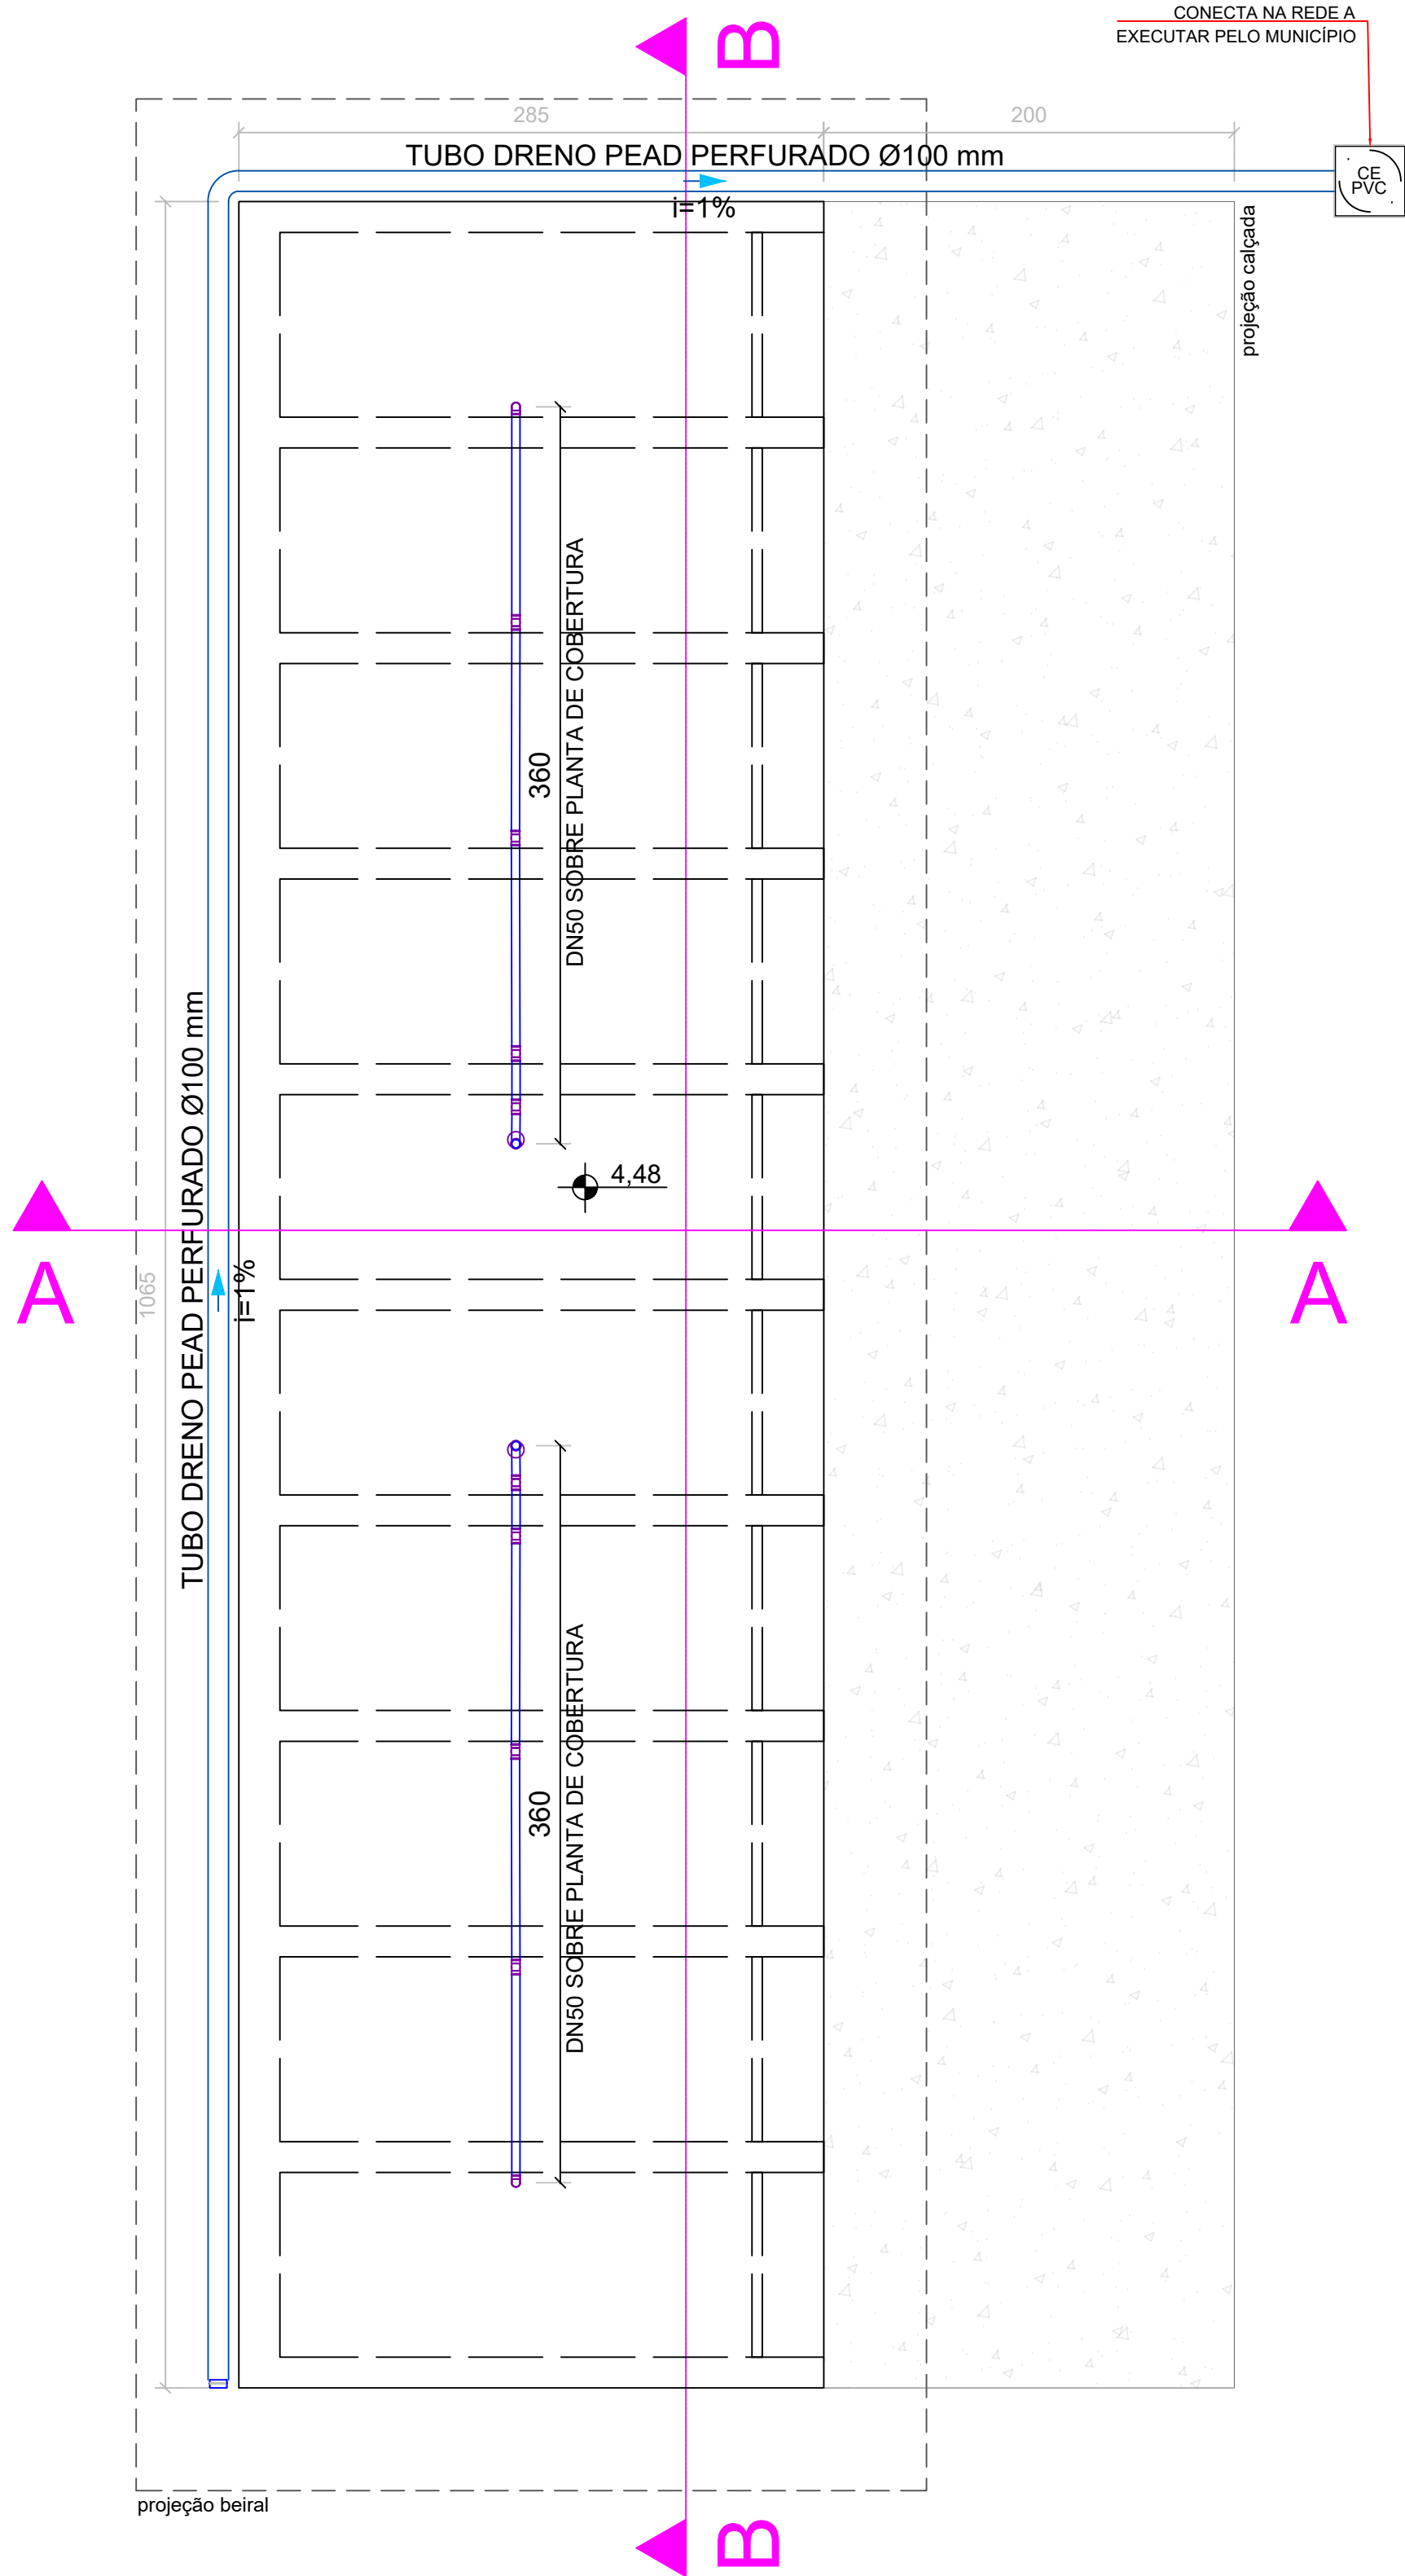 CONECTA NA REDE A
EXECUTAR PELO MUNICÍPIO
B
285
200
TUBO DRENO PEAD PERFURADO Ø100 mm
CE
PVC
i=1%
projeção calçada
360
DN50 SOBRE PLANTA DE COBERTURA
4,48
TUBO DRENO PEAD PERFURADO Ø100 mm
1065
i=1%
A
A
360
DN50 SOBRE PLANTA DE COBERTURA
projeção beiral
B